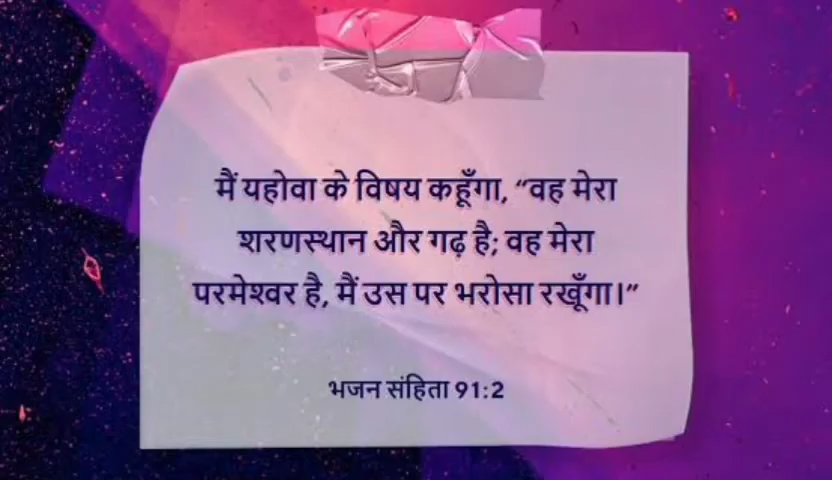 मैं यहोवा के विषय कहूँगा, “वह मेरा
शरणस्थान और गढ़ है; वह मेरा
परमेश्वर है, मैं उस पर भरोसा रखूँगा।”
भजन संहिता 91:2